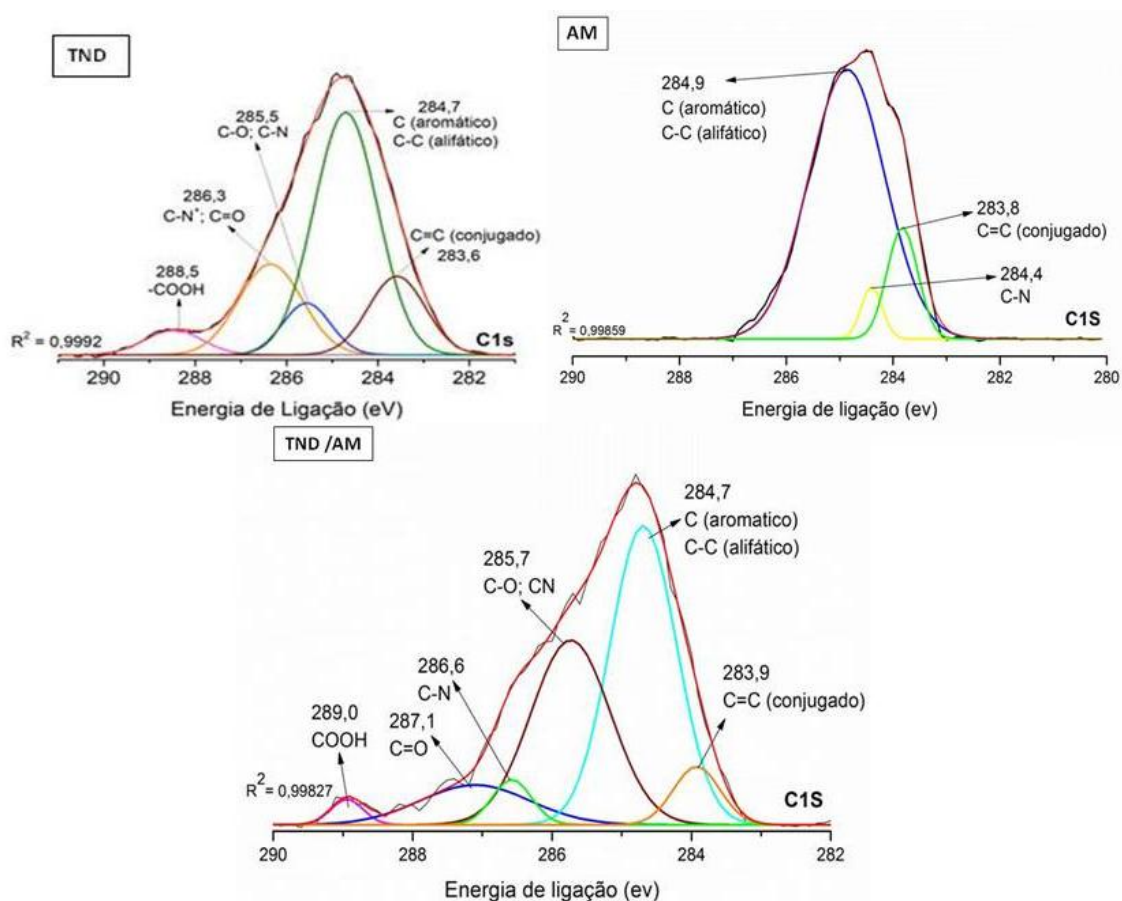 TND
284,7
C (aromático)
C-C (alifático)
285,5
C-O; C-N
286,3
C-N⁺; C=O
C=C (conjugado)
283,6
288,5
-COOH
R² = 0,9992
C1s
290 288 286 284 282
Energia de Ligação (eV)
AM
284,9
C (aromático)
C-C (alifático)
283,8
C=C (conjugado)
284,4
C-N
R² = 0,99859
C1S
290 288 286 284 282 280
Energia de ligação (ev)
TND /AM
284,7
C (aromatico)
C-C (alifático)
285,7
C-O; CN
286,6
C-N
283,9
C=C (conjugado)
289,0
COOH
287,1
C=O
R² = 0,99827
C1S
290 288 286 284 282
Energia de ligação (ev)